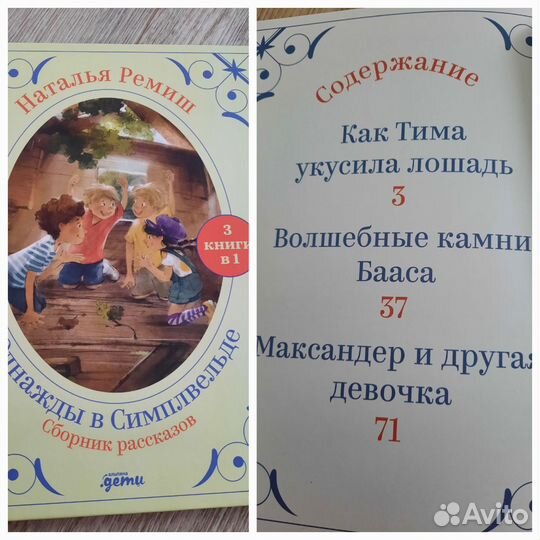 Наталья Ремиш
3
книги
в 1
Однажды в Симплвельде
Сборник рассказов
альпина
.дети
Содержание
Как Тима
укусила лошадь
3
Волшебные камни
Бааса
37
Максандер и другая
девочка
71
Avito